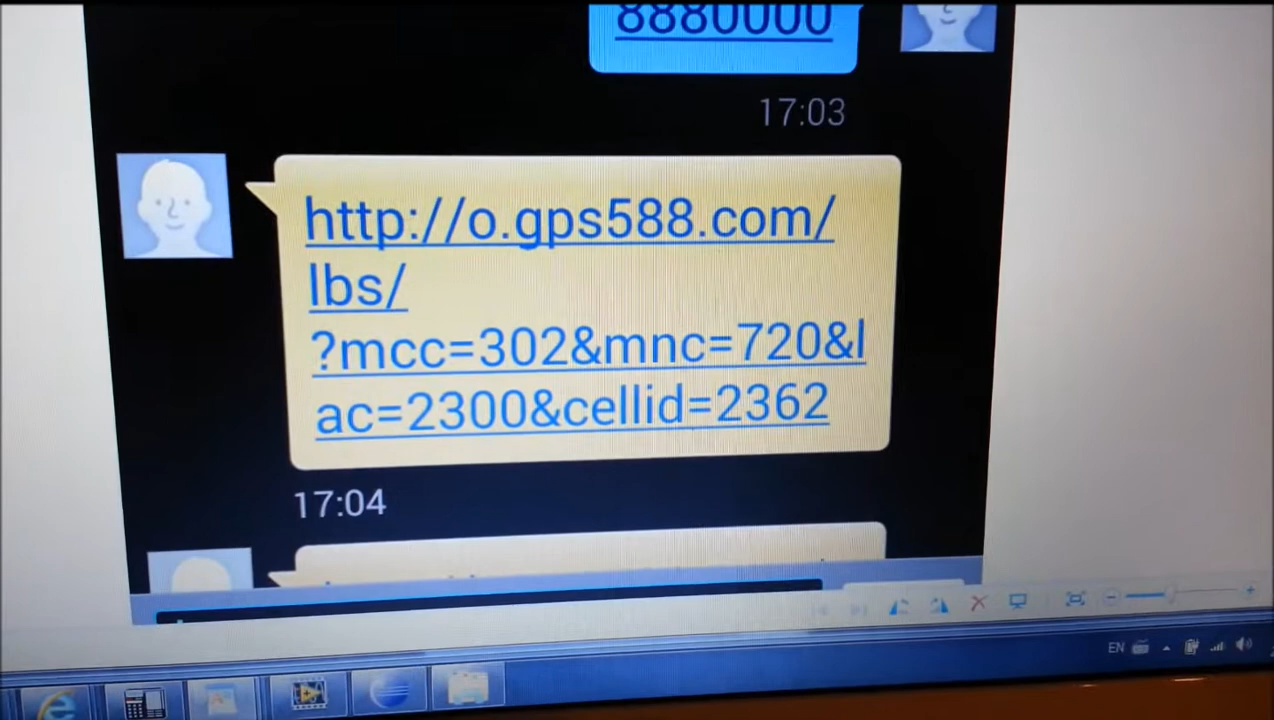 8880000
17:03
http://o.gps588.com/
lbs/
?mcc=302&mnc=720&l
ac=2300&cellid=2362
17:04
EN